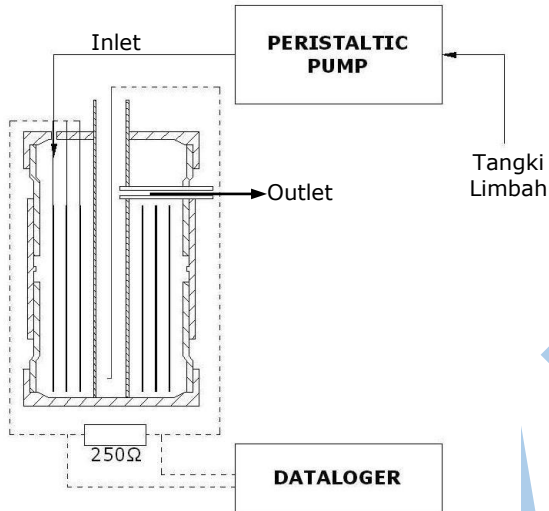 Inlet
PERISTALTIC
PUMP
Tangki
Limbah
Outlet
250Ω
DATALOGER